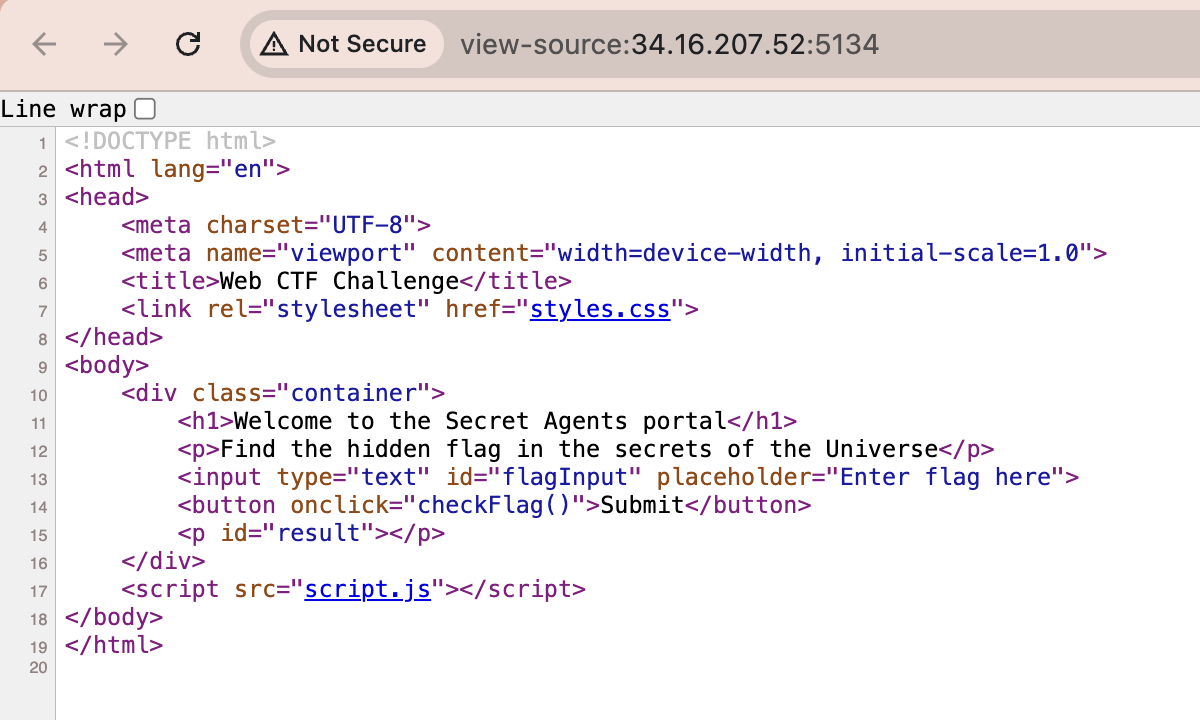 Not Secure view-source:34.16.207.52:5134
Line wrap
1 <!DOCTYPE html>
2 <html lang="en">
3 <head>
4     <meta charset="UTF-8">
5     <meta name="viewport" content="width=device-width, initial-scale=1.0">
6     <title>Web CTF Challenge</title>
7     <link rel="stylesheet" href="styles.css">
8 </head>
9 <body>
10     <div class="container">
11         <h1>Welcome to the Secret Agents portal</h1>
12         <p>Find the hidden flag in the secrets of the Universe</p>
13         <input type="text" id="flagInput" placeholder="Enter flag here">
14         <button onclick="checkFlag()">Submit</button>
15         <p id="result"></p>
16     </div>
17     <script src="script.js"></script>
18 </body>
19 </html>
20